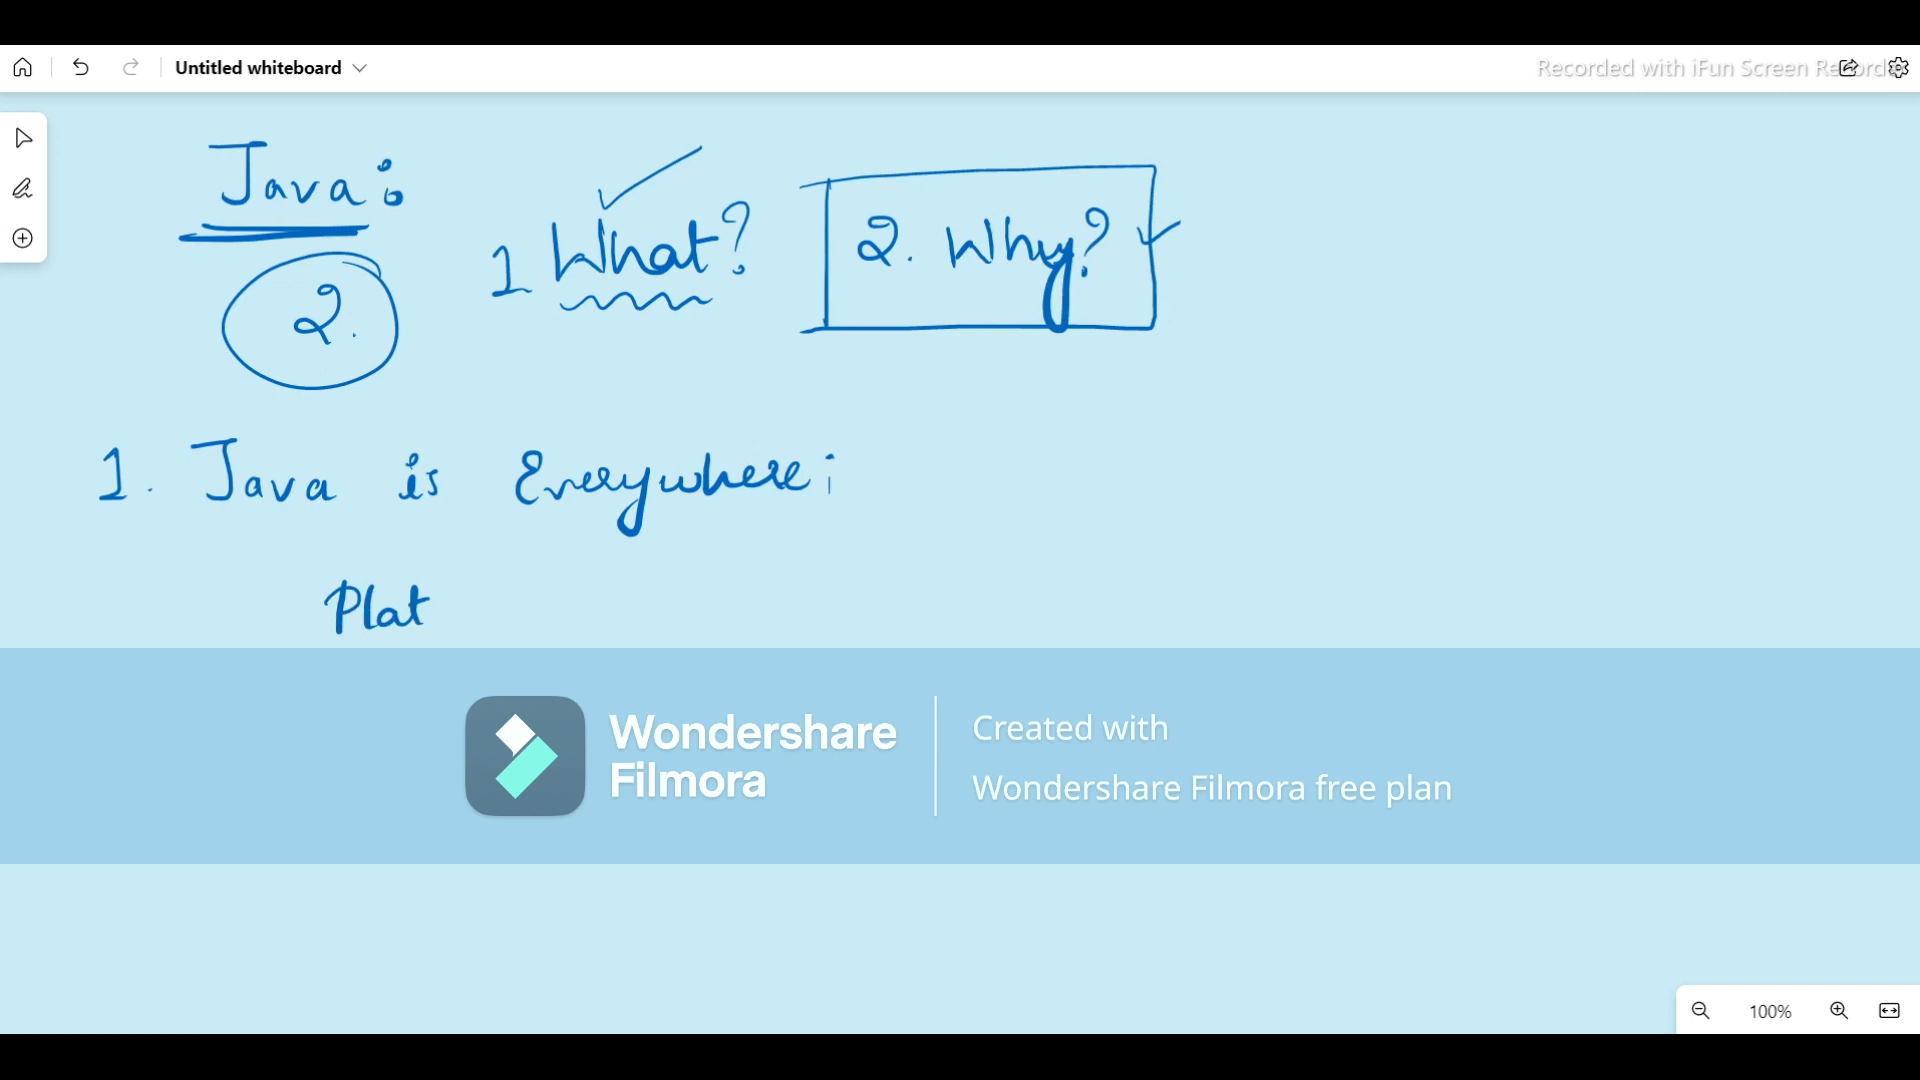 Untitled whiteboard
Recorded with iFun Screen Record
Java:
1 What?
2. Why?
2.
1. Java is Everywhere:
Plat
Wondershare
Filmora
Created with
Wondershare Filmora free plan
100%